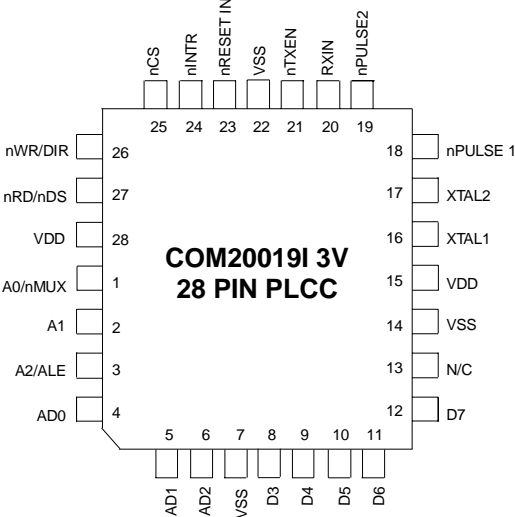 nCS
nINTR
nRESET IN
VSS
nTXEN
RXIN
nPULSE2
25 24 23 22 21 20 19
nWR/DIR 26 18 nPULSE 1
nRD/nDS 27 17 XTAL2
VDD 28 16 XTAL1
COM20019I 3V
28 PIN PLCC
A0/nMUX 1 15 VDD
A1 2 14 VSS
A2/ALE 3 13 N/C
AD0 4 12 D7
5 6 7 8 9 10 11
AD1
AD2
VSS
D3
D4
D5
D6